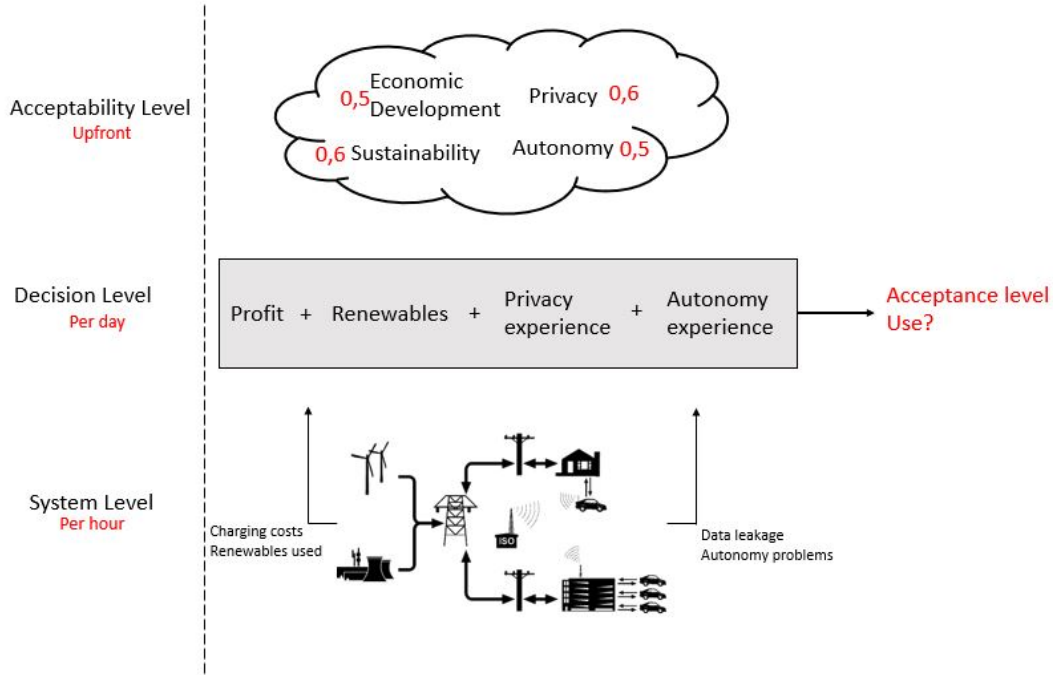 Acceptability Level
Upfront
0,5 Economic
Development
Privacy 0,6
0,6 Sustainability
Autonomy 0,5
Decision Level
Per day
Profit + Renewables + Privacy
experience + Autonomy
experience
Acceptance level
Use?
System Level
Per hour
Charging costs
Renewables used
ISO
Data leakage
Autonomy problems